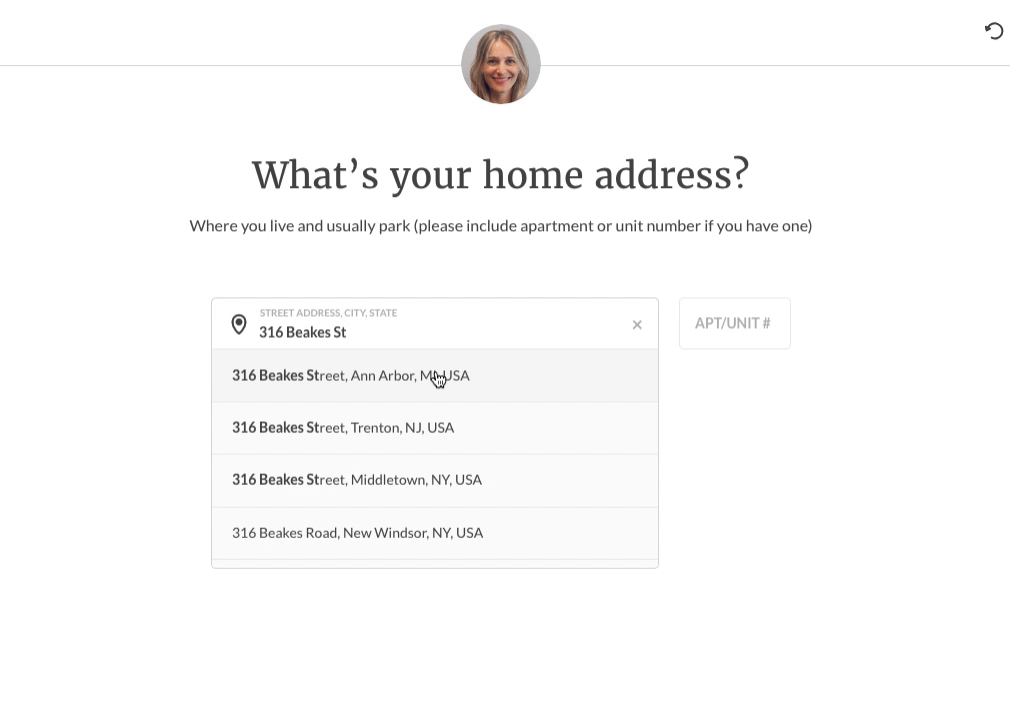 What's your home address?
Where you live and usually park (please include apartment or unit number if you have one)
STREET ADDRESS, CITY, STATE
316 Beakes St
APT/UNIT #
316 Beakes Street, Ann Arbor, MI, USA
316 Beakes Street, Trenton, NJ, USA
316 Beakes Street, Middletown, NY, USA
316 Beakes Road, New Windsor, NY, USA